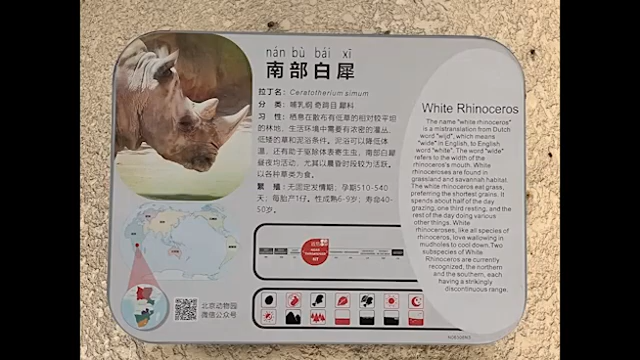 nán bù bái xī
南部白犀
拉丁名：Ceratotherium simum
分 类：哺乳纲 奇蹄目 犀科
习 性：栖息在散布有低草的相对较平坦
的林地，生活环境中需要有浓密的灌丛、
低矮的草和泥浴条件。泥浴可以降低体
温，还有助于驱除体表寄生虫，南部白犀
昼夜均活动，尤其以晨昏时段较为活跃。
以各种草类为食。
繁 殖：无固定发情期；孕期510-540
天；每胎产1仔。性成熟6-9岁；寿命40-
50岁。
White Rhinoceros
The name "white rhinoceros"
is a mistranslation from Dutch
word "wijd", which means
"wide" in English, to English
word "white". The word "wide"
refers to the width of the
rhinoceros's mouth. White
rhinoceroses are found in
grassland and savannah habitat.
The white rhinoceros eat grass,
preferring the shortest grains. It
spends about half of the day
grazing, one third resting, and the
rest of the day doing various
other things. White
rhinoceroses, like all species of
rhinoceroses, love wallowing in
mudholes to cool down. Two
subspecies of White
Rhinoceros are currently
recognized, the northern
and the southern, each
having a strikingly
discontinuous range.
NEAR
THREATENED
NT
北京动物园
微信公众号